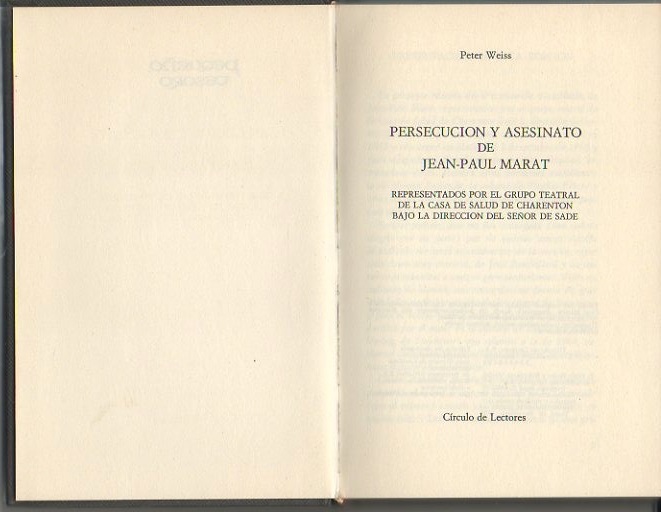 Peter Weiss
PERSECUCION Y ASESINATO
DE
JEAN-PAUL MARAT
REPRESENTADOS POR EL GRUPO TEATRAL
DE LA CASA DE SALUD DE CHARENTON
BAJO LA DIRECCION DEL SEÑOR DE SADE
Círculo de Lectores